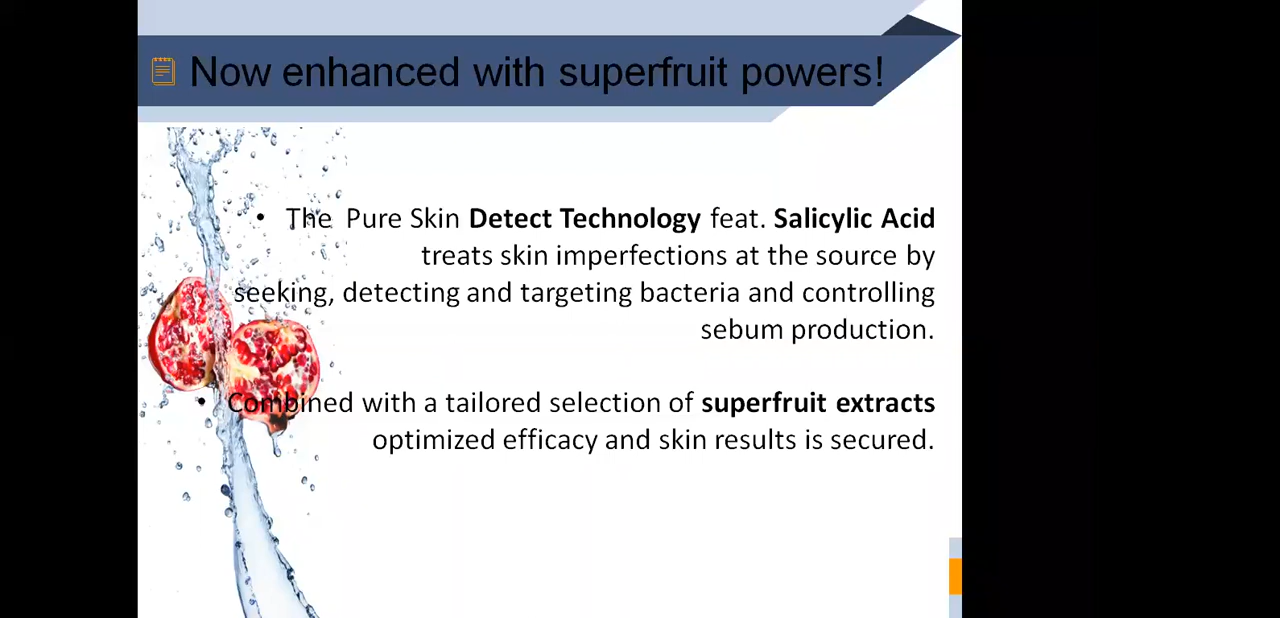 Now enhanced with superfruit powers!
• The Pure Skin Detect Technology feat. Salicylic Acid
treats skin imperfections at the source by
seeking, detecting and targeting bacteria and controlling
sebum production.
• Combined with a tailored selection of superfruit extracts
optimized efficacy and skin results is secured.